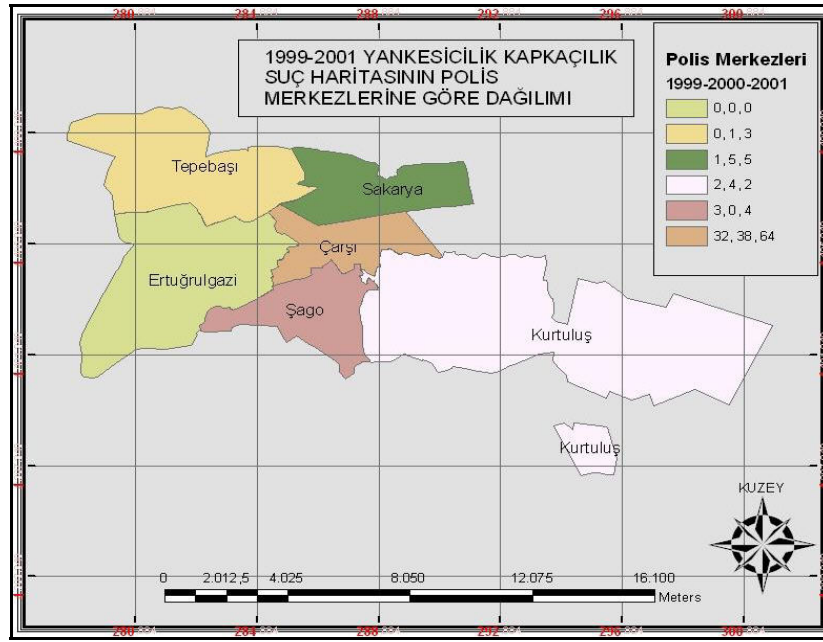 280
284
288
292
296
300
1999-2001 YANKESİCİLİK KAPKAÇILIK
SUÇ HARİTASININ POLİS
MERKEZLERİNE GÖRE DAĞILIMI
Polis Merkezleri
1999-2000-2001
0, 0, 0
0, 1, 3
1, 5, 5
2, 4, 2
3, 0, 4
32, 38, 64
Tepebaşı
Sakarya
Çarşı
Ertuğrulgazi
Şago
Kurtuluş
Kurtuluş
KUZEY
0 2.012,5 4.025 8.050 12.075 16.100
Meters
280
284
288
292
296
300